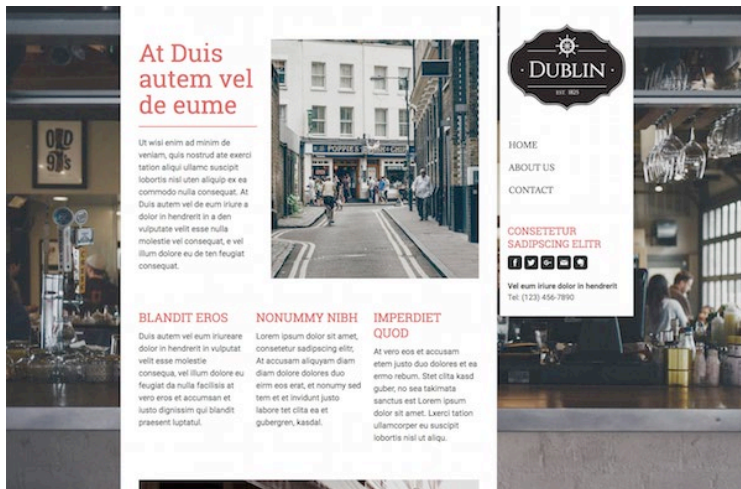 At Duis
autem vel
de eume
Ut wisi enim ad minim de
veniam, quis nostrud ate exerci
tation aliqui ullamc suscipit
lobortis nisl uten aliquip ex ea
commodo nulla consequat. At
Duis autem vel de eum iriure a
dolor in hendrerit in a den
vulputate velit esse nulla
molestie vel consequat, e vel
illum dolore eu de ten feugiat
consequat.
POPPIES FISH & CHIPS
BLANDIT EROS
Duis autem vel eum iriureare
dolor in hendrerit in vulputat
velit esse molestie
consequa, vel illum dolore eu
feugiat da nulla facilisis at
vero eros et accumsan et
iusto dignissim qui blandit
praesent luptatul.
NONUMMY NIBH
Lorem ipsum dolor sit amet,
consetetur sadipscing elitr,
At accusam aliquyam diam
diam dolore dolores duo
eirm eos erat, et nonumy sed
tem et et invidunt justo
labore tet clita ea et
gubergren, kasdal.
IMPERDIET
QUOD
At vero eos et accusam
etem justo duo dolores et ea
ermo rebum. Stet clita kasd
guber, no sea takimata
sanctus est Lorem ipsum
dolor sit amet. Lxerci tation
ullamcorper eu suscipit
lobortis nisl ut aliqu.
DUBLIN
EST. 1825
HOME
ABOUT US
CONTACT
CONSETETUR
SADIPSCING ELITR
Vel eum iriure dolor in hendrerit
Tel: (123) 456-7890